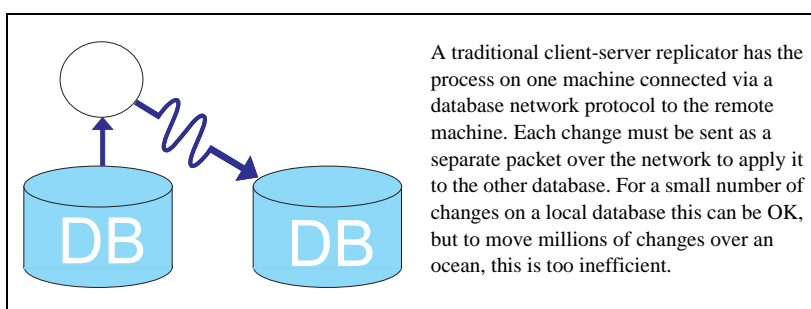 A traditional client-server replicator has the
process on one machine connected via a
database network protocol to the remote
machine. Each change must be sent as a
separate packet over the network to apply it
to the other database. For a small number of
changes on a local database this can be OK,
but to move millions of changes over an
ocean, this is too inefficient.
DB
DB